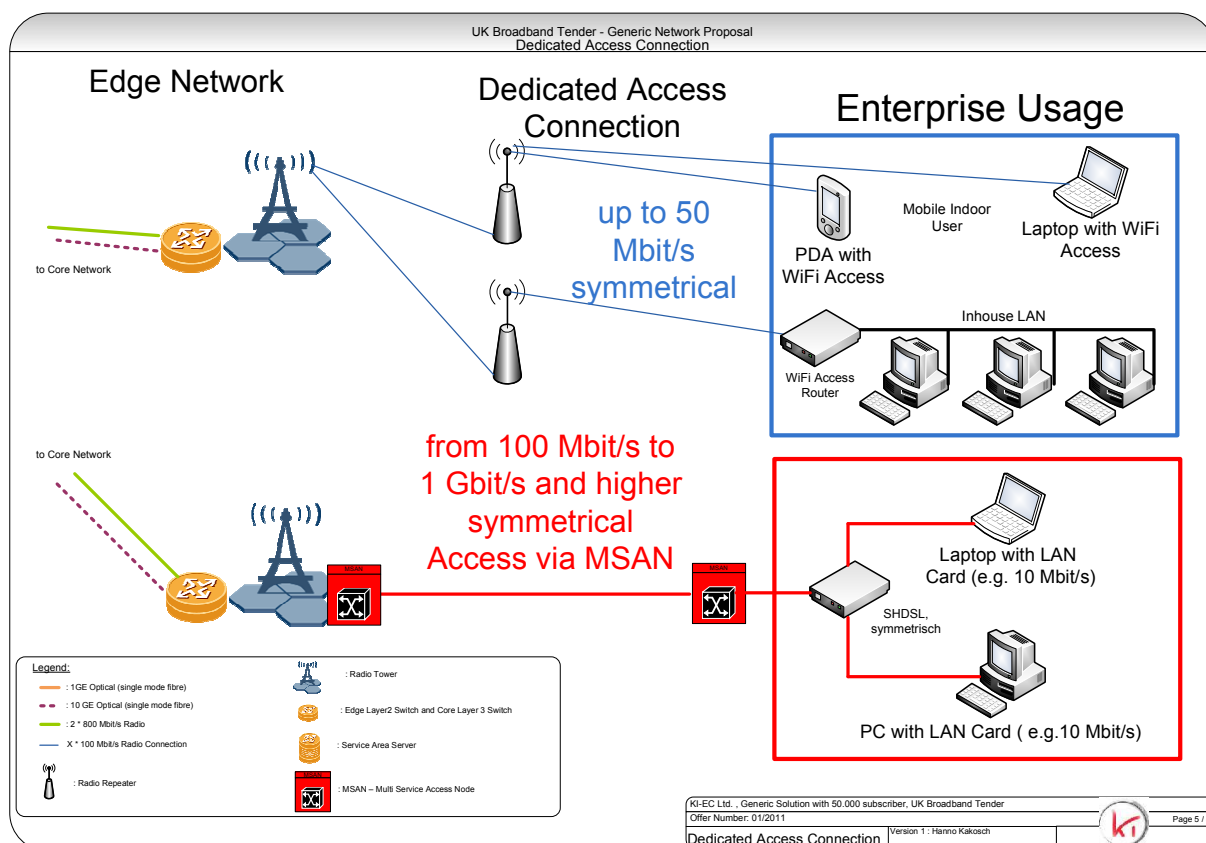 UK Broadband Tender - Generic Network Proposal
Dedicated Access Connection
Edge Network
Dedicated Access
Connection
Enterprise Usage
to Core Network
up to 50
Mbit/s
symmetrical
PDA with
WiFi Access
Mobile Indoor
User
Laptop with WiFi
Access
Inhouse LAN
WiFi Access
Router
to Core Network
from 100 Mbit/s to
1 Gbit/s and higher
symmetrical
Access via MSAN
MSAN
MSAN
SHDSL,
symmetrisch
Laptop with LAN
Card (e.g. 10 Mbit/s)
PC with LAN Card ( e.g.10 Mbit/s)
Legend:
: 1GE Optical (single mode fibre)
: 10 GE Optical (single mode fibre)
: 2 * 800 Mbit/s Radio
X * 100 Mbit/s Radio Connection
: Radio Repeater
: Radio Tower
: Edge Layer2 Switch and Core Layer 3 Switch
: Service Area Server
MSAN
: MSAN – Multi Service Access Node
KI-EC Ltd. , Generic Solution with 50.000 subscriber, UK Broadband Tender
Offer Number: 01/2011
Dedicated Access Connection
Version 1 : Hanno Kakosch
KI
Page 5 /